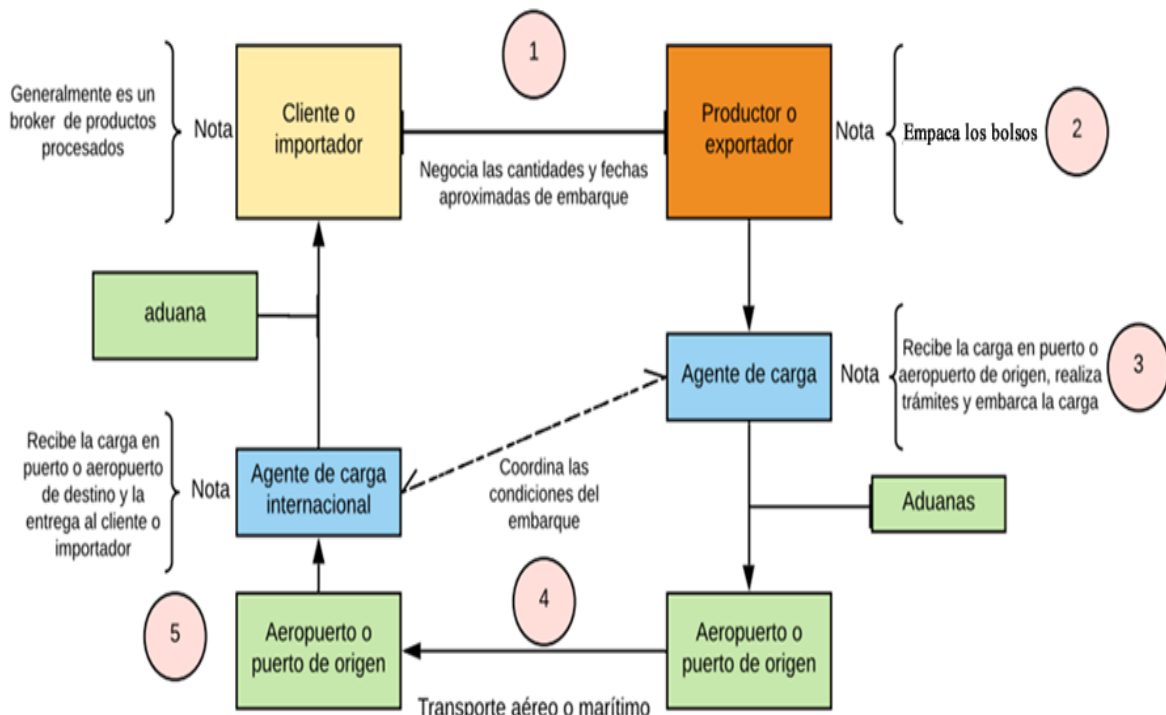 1
Generalmente es un
broker de productos
procesados
Nota
Cliente o
importador
Negocia las cantidades y fechas
aproximadas de embarque
Productor o
exportador
Nota
Empaca los bolsos
2
aduana
Agente de carga
Nota
Recibe la carga en puerto o
aeropuerto de origen, realiza
trámites y embarca la carga
3
Recibe la carga en
puerto o aeropuerto
de destino y la
entrega al cliente o
importador
Nota
Agente de carga
internacional
Coordina las
condiciones del
embarque
Aduanas
4
5
Aeropuerto o
puerto de origen
Aeropuerto o
puerto de origen
Transporte aéreo o marítimo